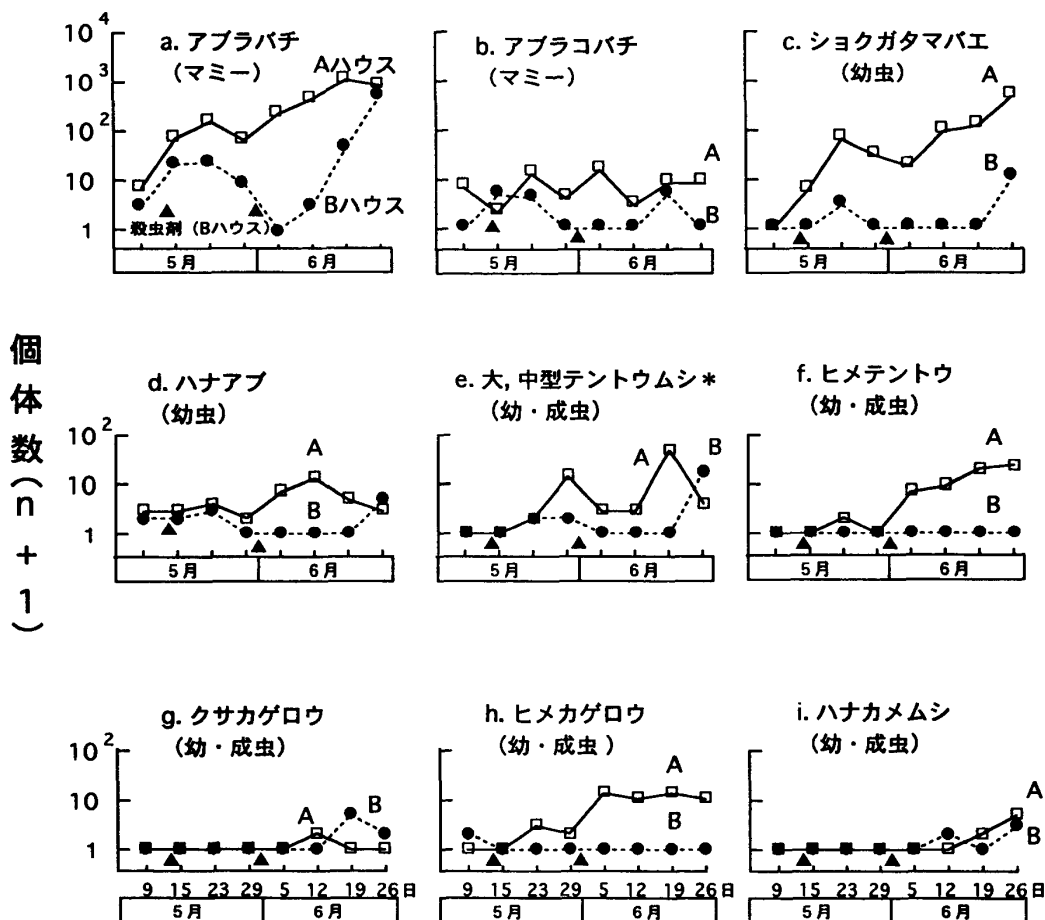 10⁴
10³
10²
10
1
a. アブラバチ
(マミー)
Aハウス
Bハウス
殺虫剤 (Bハウス)
5月
6月
b. アブラコバチ
(マミー)
A
B
5月
6月
c. ショクガタマバエ
(幼虫)
A
B
5月
6月
個体数(n+1)
10²
10
1
d. ハナアブ
(幼虫)
A
B
5月
6月
e. 大, 中型テントウムシ*
(幼・成虫)
A
B
5月
6月
f. ヒメテントウ
(幼・成虫)
A
B
5月
6月
10²
10
1
g. クサカゲロウ
(幼・成虫)
A
B
9 15 23 29 5 12 19 26日
5月
6月
h. ヒメカゲロウ
(幼・成虫)
A
B
9 15 23 29 5 12 19 26日
5月
6月
i. ハナカメムシ
(幼・成虫)
A
B
9 15 23 29 5 12 19 26日
5月
6月